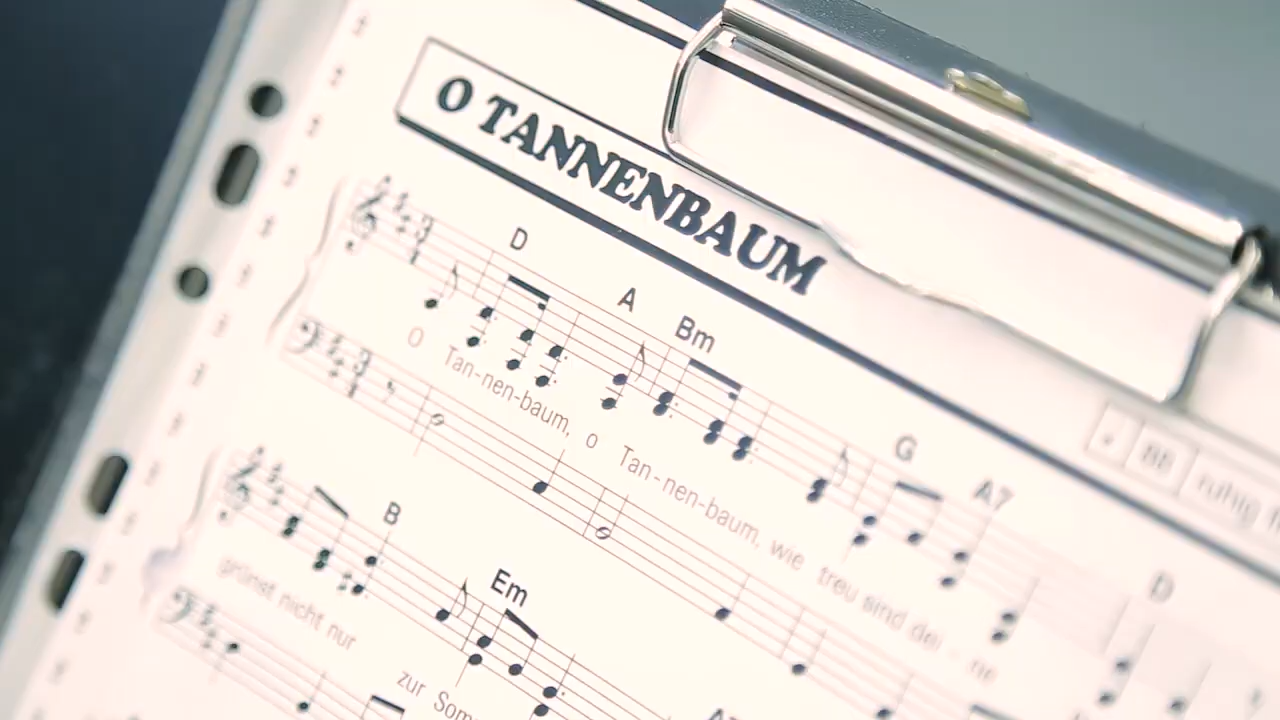 O TANNENBAUM
ruhig
D A Bm G A7 D
O Tan-nen-baum, o Tan-nen-baum, wie treu sind dei - ne
B Em
grünst nicht nur zur Som